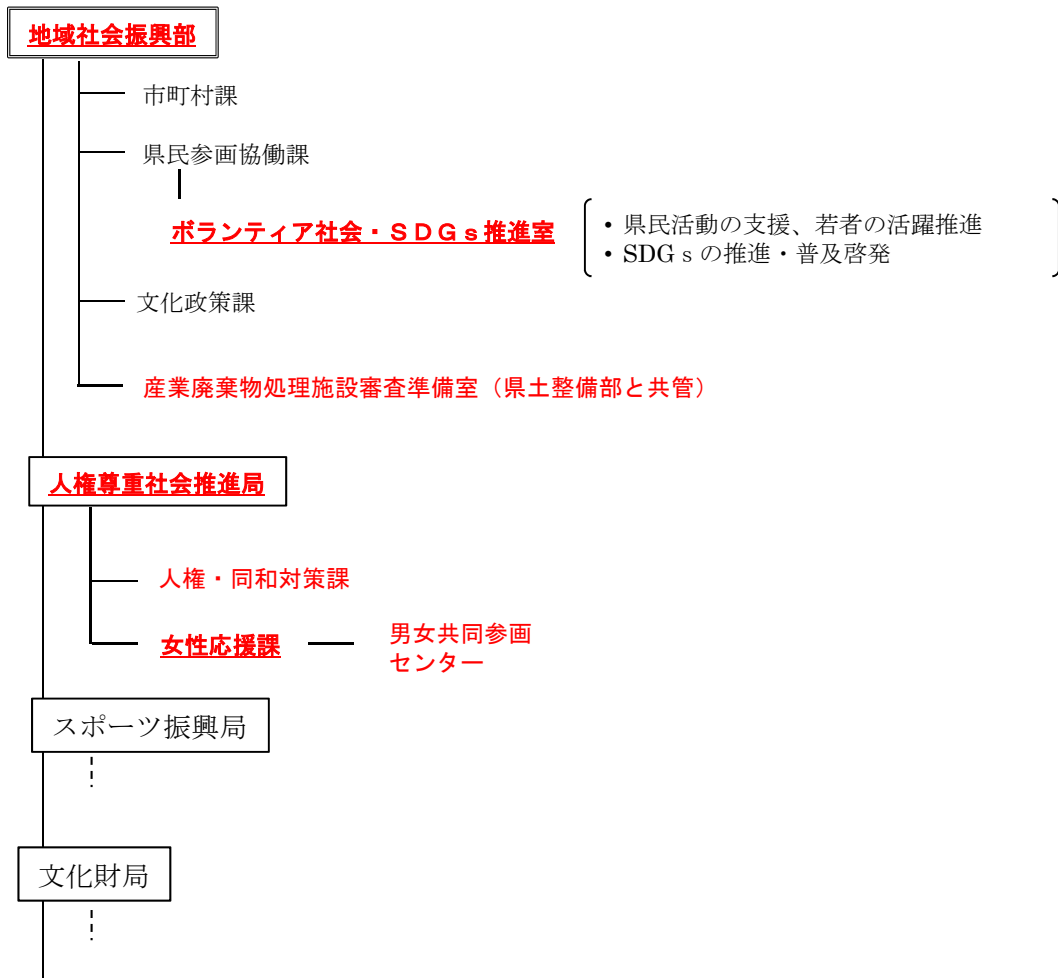 地域社会振興部
市町村課
県民参画協働課
ボランティア社会・ＳＤＧｓ推進室
・県民活動の支援、若者の活躍推進
・SDGｓの推進・普及啓発
文化政策課
産業廃棄物処理施設審査準備室（県土整備部と共管）
人権尊重社会推進局
人権・同和対策課
女性応援課
男女共同参画
センター
スポーツ振興局
文化財局